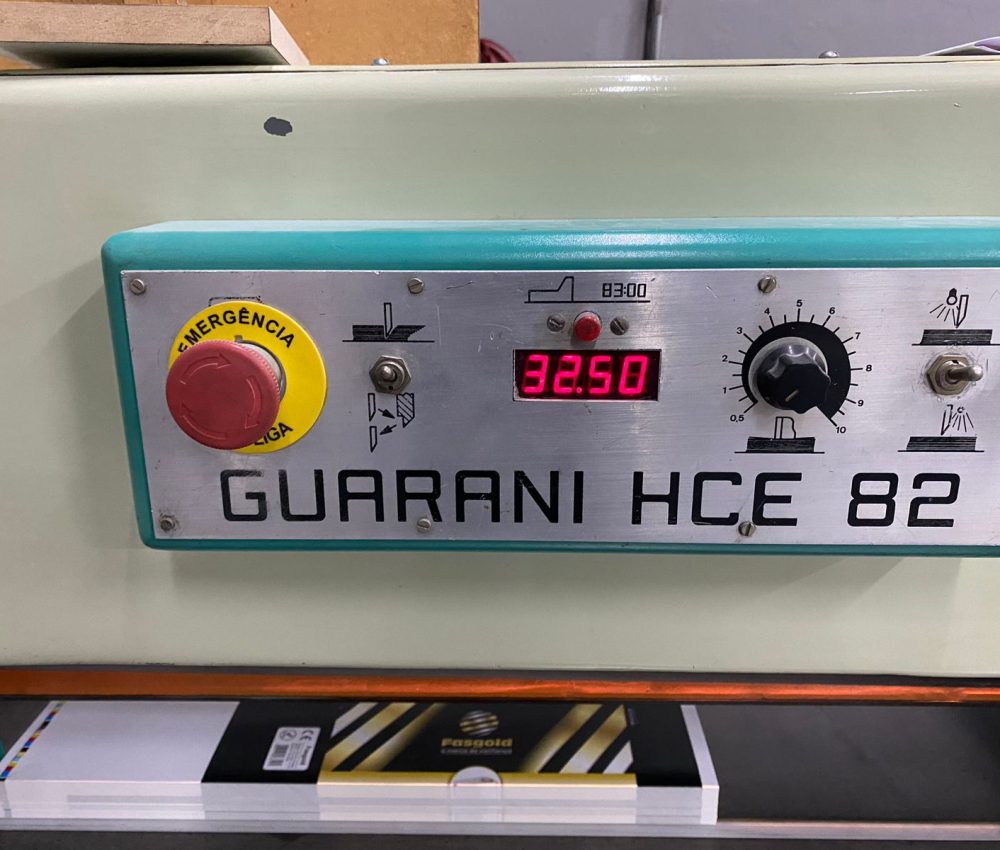 EMERGÊNCIA
LIGA
83:00
32.50
0,5 1 2 3 4 5 6 7 8 9 10
GUARANI HCE 82
Fasgold